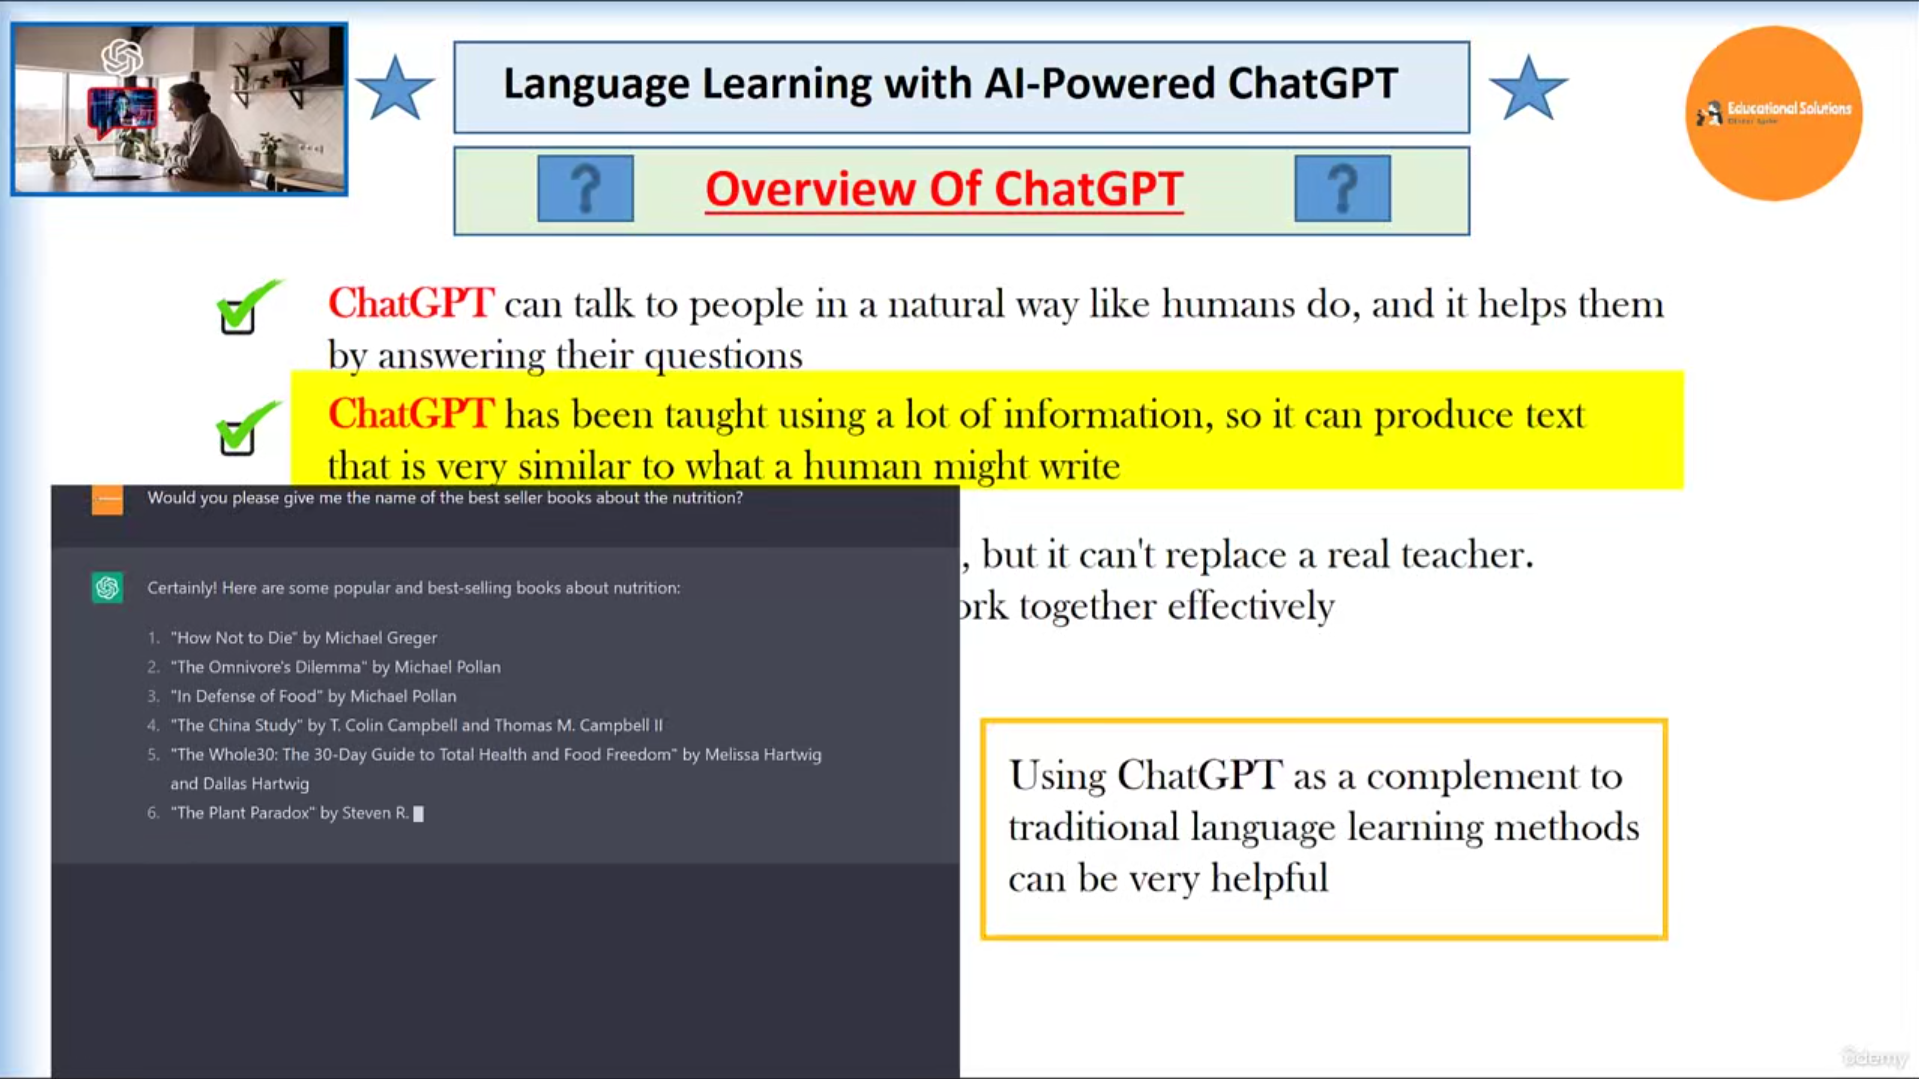 Language Learning with AI-Powered ChatGPT
Educational Solutions
? Overview Of ChatGPT ?
ChatGPT can talk to people in a natural way like humans do, and it helps them
by answering their questions
ChatGPT has been taught using a lot of information, so it can produce text
that is very similar to what a human might write
, but it can't replace a real teacher.
ork together effectively
Would you please give me the name of the best seller books about the nutrition?
Certainly! Here are some popular and best-selling books about nutrition:
1. "How Not to Die" by Michael Greger
2. "The Omnivore's Dilemma" by Michael Pollan
3. "In Defense of Food" by Michael Pollan
4. "The China Study" by T. Colin Campbell and Thomas M. Campbell II
5. "The Whole30: The 30-Day Guide to Total Health and Food Freedom" by Melissa Hartwig
and Dallas Hartwig
6. "The Plant Paradox" by Steven R.
Using ChatGPT as a complement to
traditional language learning methods
can be very helpful
Udemy